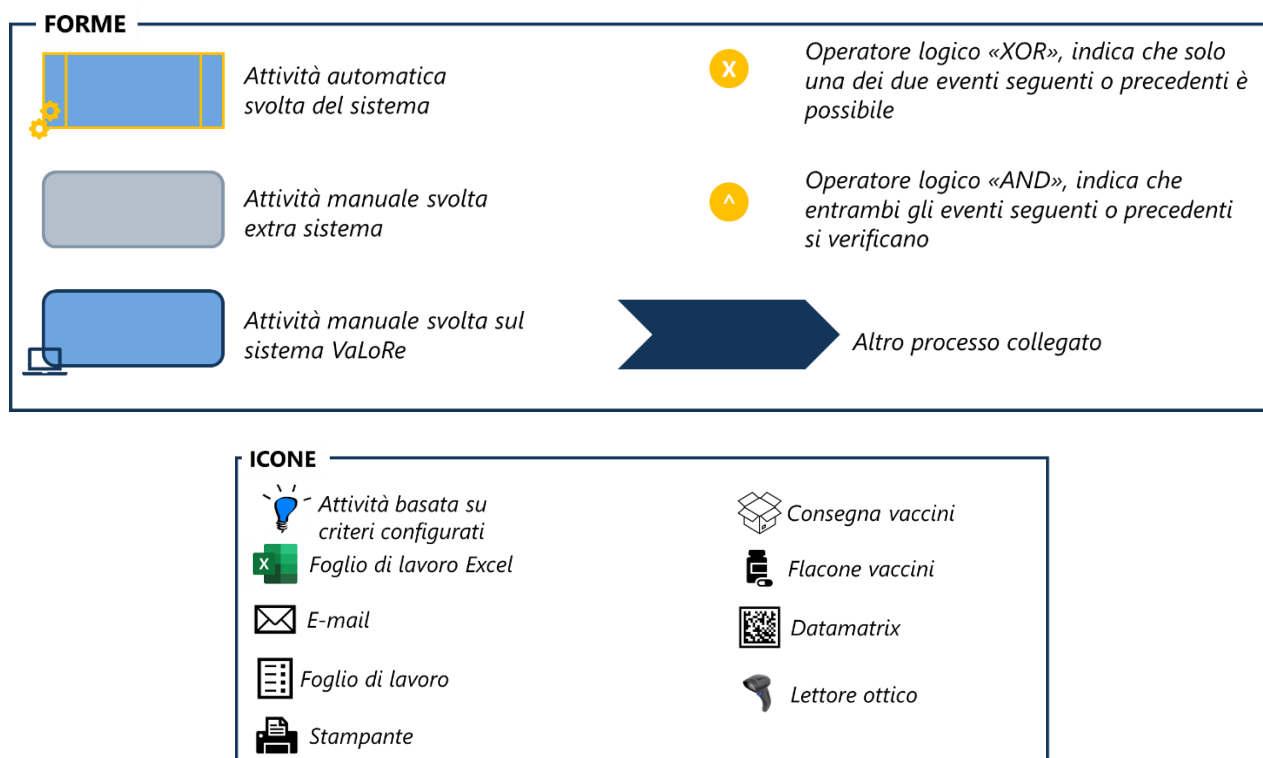 FORME
Attività automatica
svolta del sistema
Attività manuale svolta
extra sistema
Attività manuale svolta sul
sistema VaLoRe
X
Operatore logico «XOR», indica che solo
una dei due eventi seguenti o precedenti è
possibile
^
Operatore logico «AND», indica che
entrambi gli eventi seguenti o precedenti
si verificano
Altro processo collegato
ICONE
Attività basata su
criteri configurati
X
Foglio di lavoro Excel
E-mail
Foglio di lavoro
Stampante
Consegna vaccini
Flacone vaccini
Datamatrix
Lettore ottico